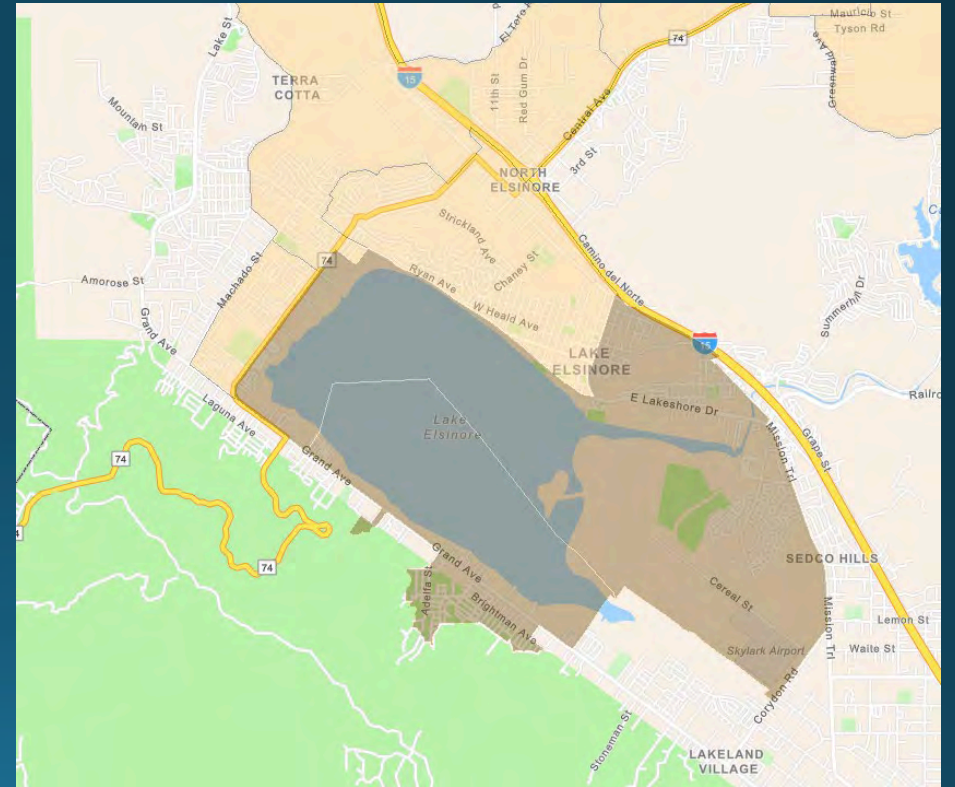 Lake St
El Toro
Mauricio St
Tyson Rd
74
15
TERRA
COTTA
11th St
Red Gum Dr
Central Ave
Greenwald Ave
Mountain St
3rd St
NORTH
ELSINORE
Strickland Ave
Chaney St
74
Machado St
Ryan Ave
Camino del Norte
Amorose St
W Heald Ave
Summerhill Dr
Grand Ave
15
LAKE
ELSINORE
Railro
Laguna Ave
E Lakeshore Dr
Lake
Elsinore
Mission Trl
Grape St
74
Grand Ave
SEDCO HILLS
74
Grand Ave
Adelfa St
Cereal St
Brightman Ave
Mission Trl
Lemon St
Skylark Airport
Waite St
Corydon Rd
Stoneman St
LAKELAND
VILLAGE